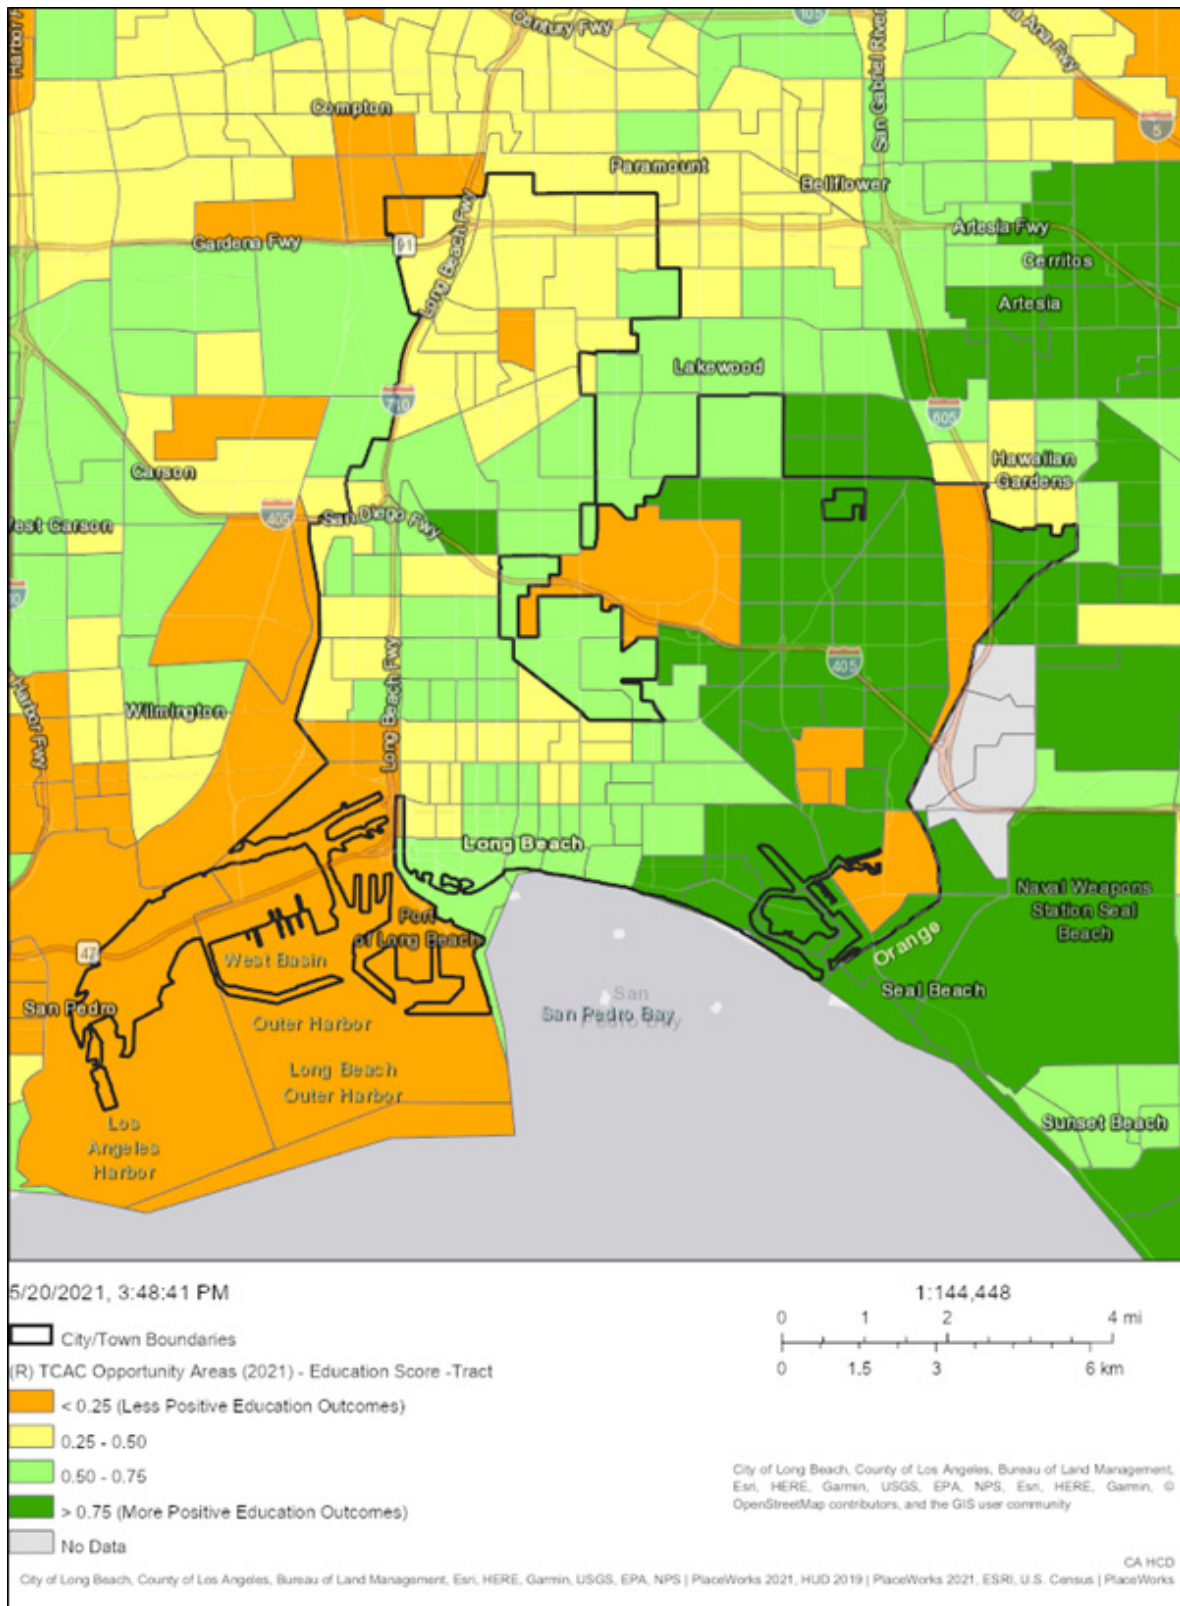 Harbor F
Century Fwy
105
San Gabriel River
a Ana Fwy
Compton
5
Paramount
Bellflower
Long Beach Fwy
Gardena Fwy
91
Artesia Fwy
Cerritos
Artesia
Lakewood
710
605
Carson
Hawaiian
Gardens
405
San Diego Fwy
est Carson
Long Beach Fwy
405
Harbor Fwy
Wilmington
Long Beach
Naval Weapons
Station Seal
Beach
Port
of Long Beach
Orange
47
West Basin
San Pedro
Seal Beach
San
San Pedro Bay
Outer Harbor
Long Beach
Outer Harbor
Los
Angeles
Harbor
Sunset Beach
5/20/2021, 3:48:41 PM
1:144,448
0 1 2 4 mi
0 1.5 3 6 km
City/Town Boundaries
(R) TCAC Opportunity Areas (2021) - Education Score -Tract
< 0.25 (Less Positive Education Outcomes)
0.25 - 0.50
0.50 - 0.75
> 0.75 (More Positive Education Outcomes)
No Data
City of Long Beach, County of Los Angeles, Bureau of Land Management,
Esri, HERE, Garmin, USGS, EPA, NPS, Esri, HERE, Garmin, ©
OpenStreetMap contributors, and the GIS user community
CA HCD
City of Long Beach, County of Los Angeles, Bureau of Land Management, Esri, HERE, Garmin, USGS, EPA, NPS | PlaceWorks 2021, HUD 2019 | PlaceWorks 2021, ESRI, U.S. Census | PlaceWorks